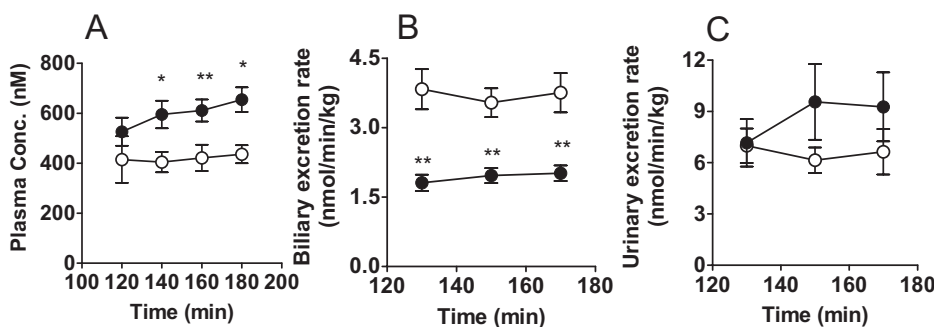 A
Plasma Conc. (nM)
800
600
400
200
0
*
**
*
120 140 160 180 200
Time (min)
B
Biliary excretion rate
(nmol/min/kg)
4.5
3.0
1.5
0.0
**
**
**
120 140 160 180
Time (min)
C
Urinary excretion rate
(nmol/min/kg)
12
9
6
3
0
120 140 160 180
Time (min)